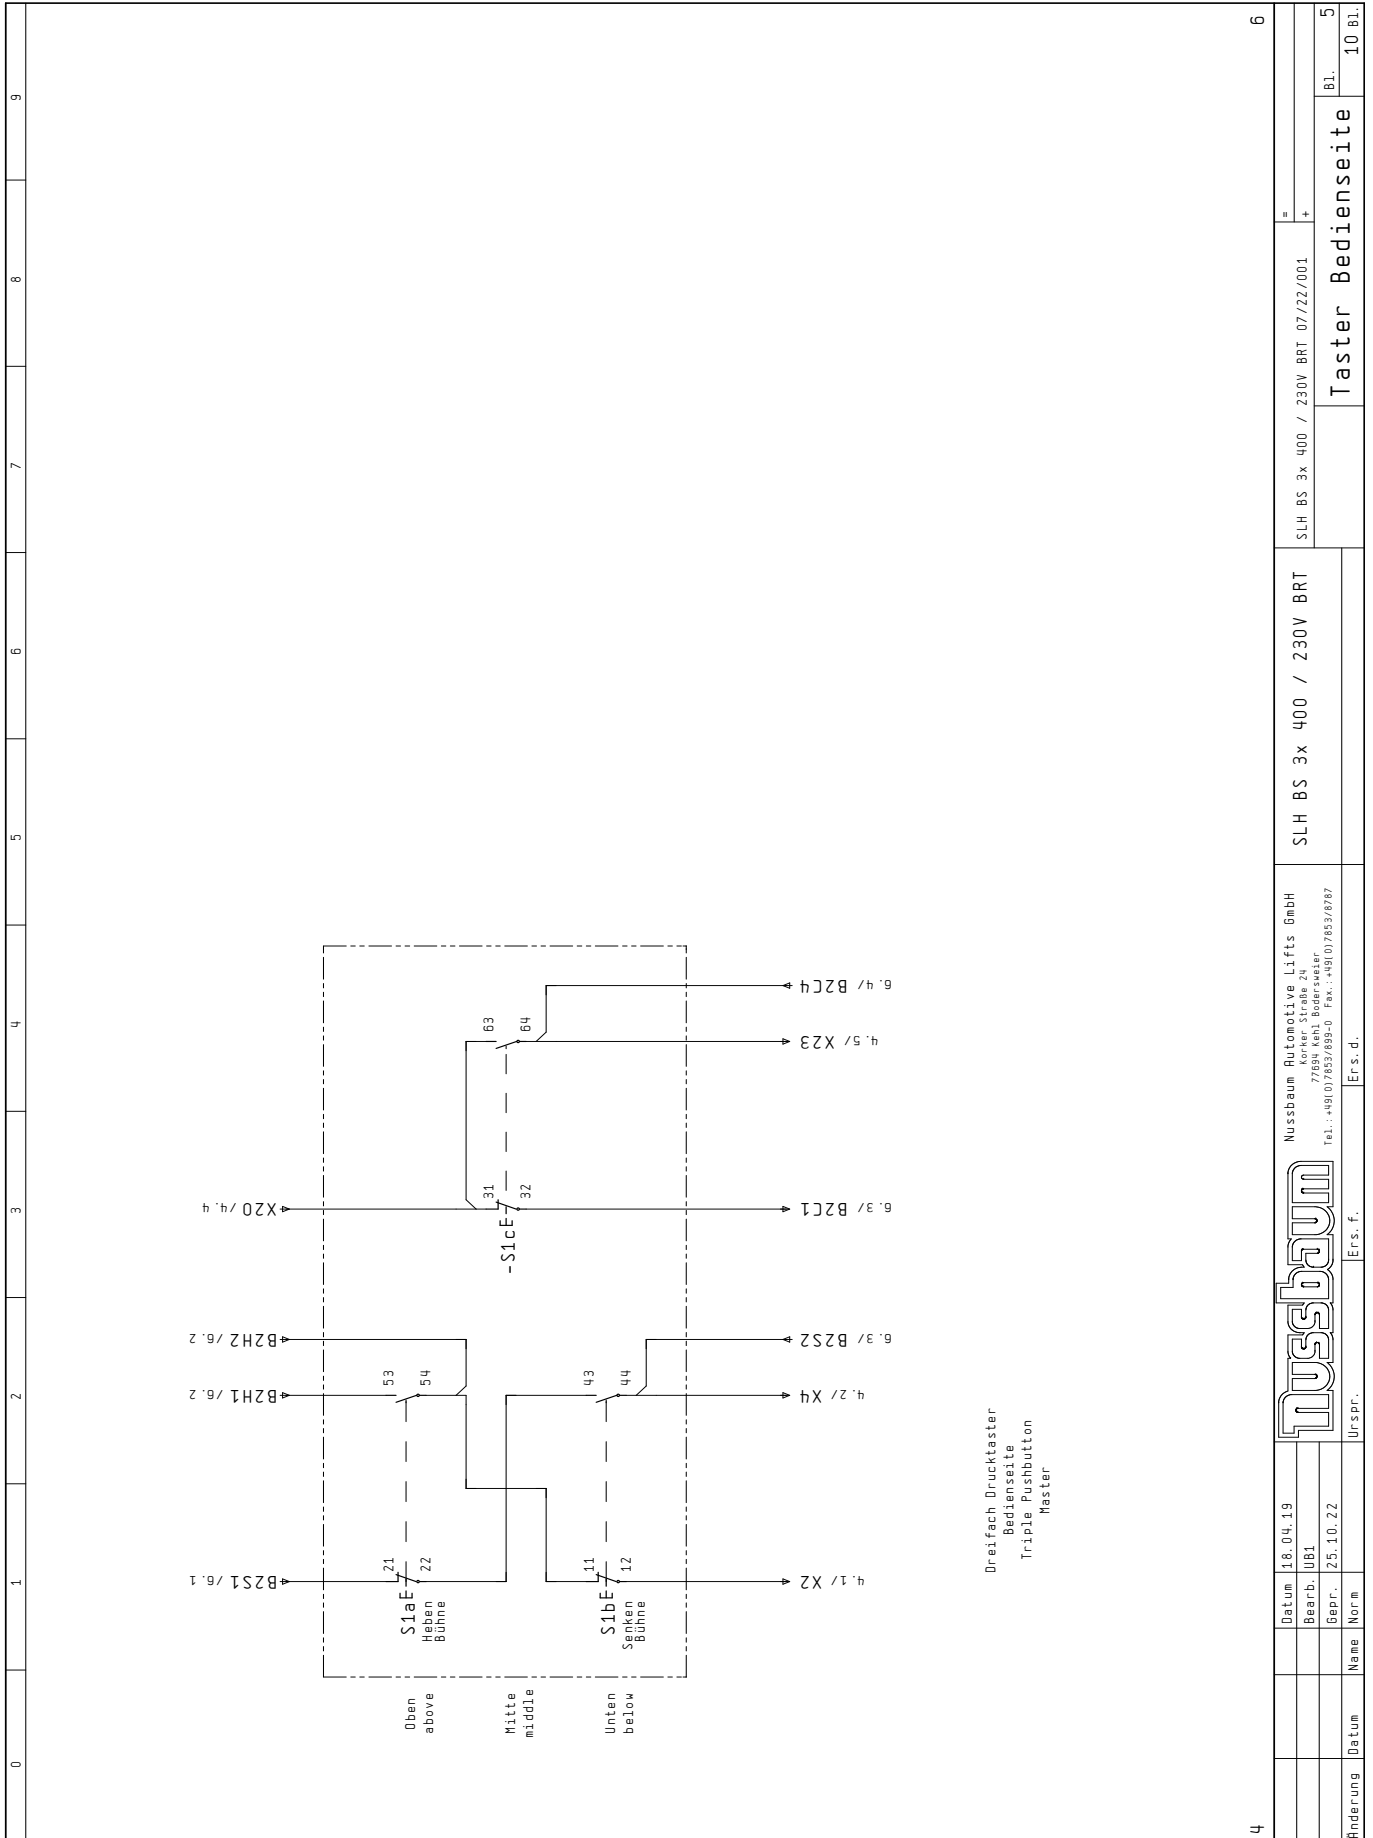 0 1 2 3 4 5 6 7 8 9
B2S1 /6.1
B2H1 /6.2
B2H2 /6.2
X20 /4.4
Oben
above
S1a
Heben
Bühne
21
22
53
54
Mitte
middle
-S1c
31
32
63
64
Unten
below
S1b
Senken
Bühne
11
12
43
44
4.1/ X2
4.2/ X4
6.3/ B2S2
6.3/ B2C1
4.5/ X23
6.4/ B2C4
Dreifach Drucktaster
Bedienseite
Triple Pushbutton
Master
4
6
Änderung
Datum
Name
Datum 18.04.19
Bearb. UB1
Gepr. 25.10.22
Norm
Nussbaum
Urspr.
Ers. f.
Ers. d.
Nussbaum Automotive Lifts GmbH
Korker Straße 24
77694 Kehl Bodersweier
Tel.: +49(0)7853/899-0 Fax.: +49(0)7853/8787
SLH BS 3x 400 / 230V BRT
SLH BS 3x 400 / 230V BRT 07/22/001
=
+
Taster Bedienseite
Bl. 5
10 Bl.